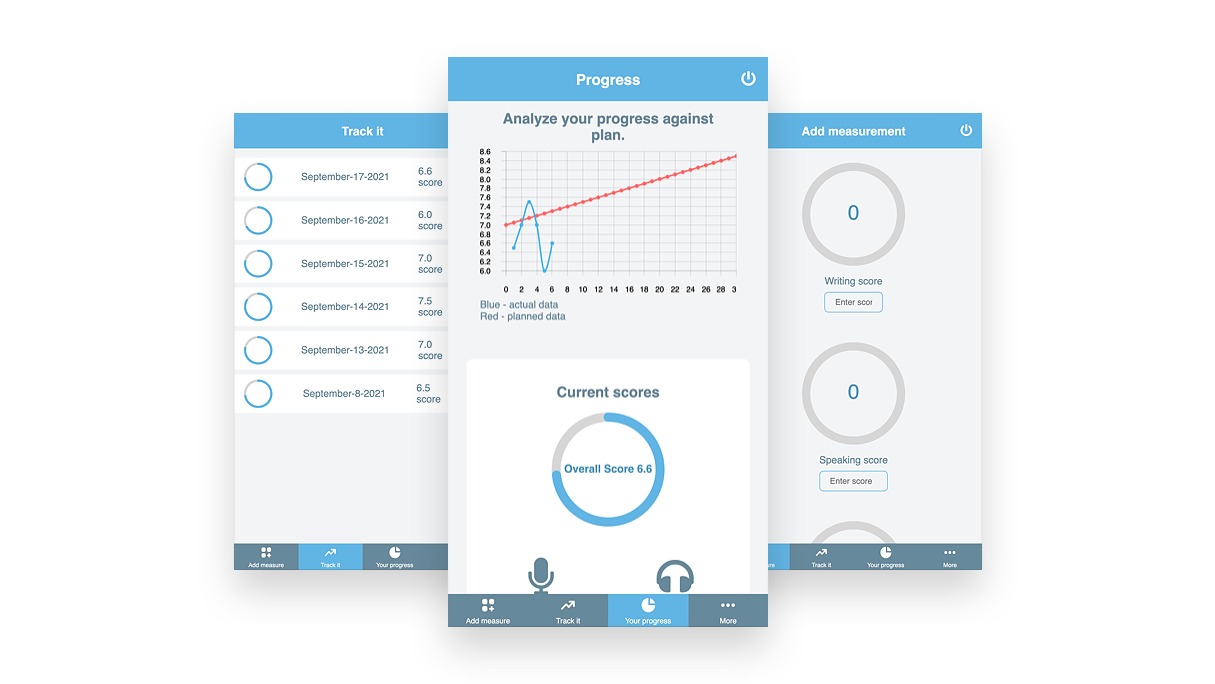 Track it
September-17-2021
6.6
score
September-16-2021
6.0
score
September-15-2021
7.0
score
September-14-2021
7.5
score
September-13-2021
7.0
score
September-8-2021
6.5
score
Add measure
Track it
Your progress
Progress
Analyze your progress against
plan.
8.6
8.4
8.2
8.0
7.8
7.6
7.4
7.2
7.0
6.8
6.6
6.4
6.2
6.0
0 2 4 6 8 10 12 14 16 18 20 22 24 26 28 3
Blue - actual data
Red - planned data
Current scores
Overall Score 6.6
Add measure
Track it
Your progress
More
Add measurement
0
Writing score
Enter scor
0
Speaking score
Enter score
Track it
Your progress
More